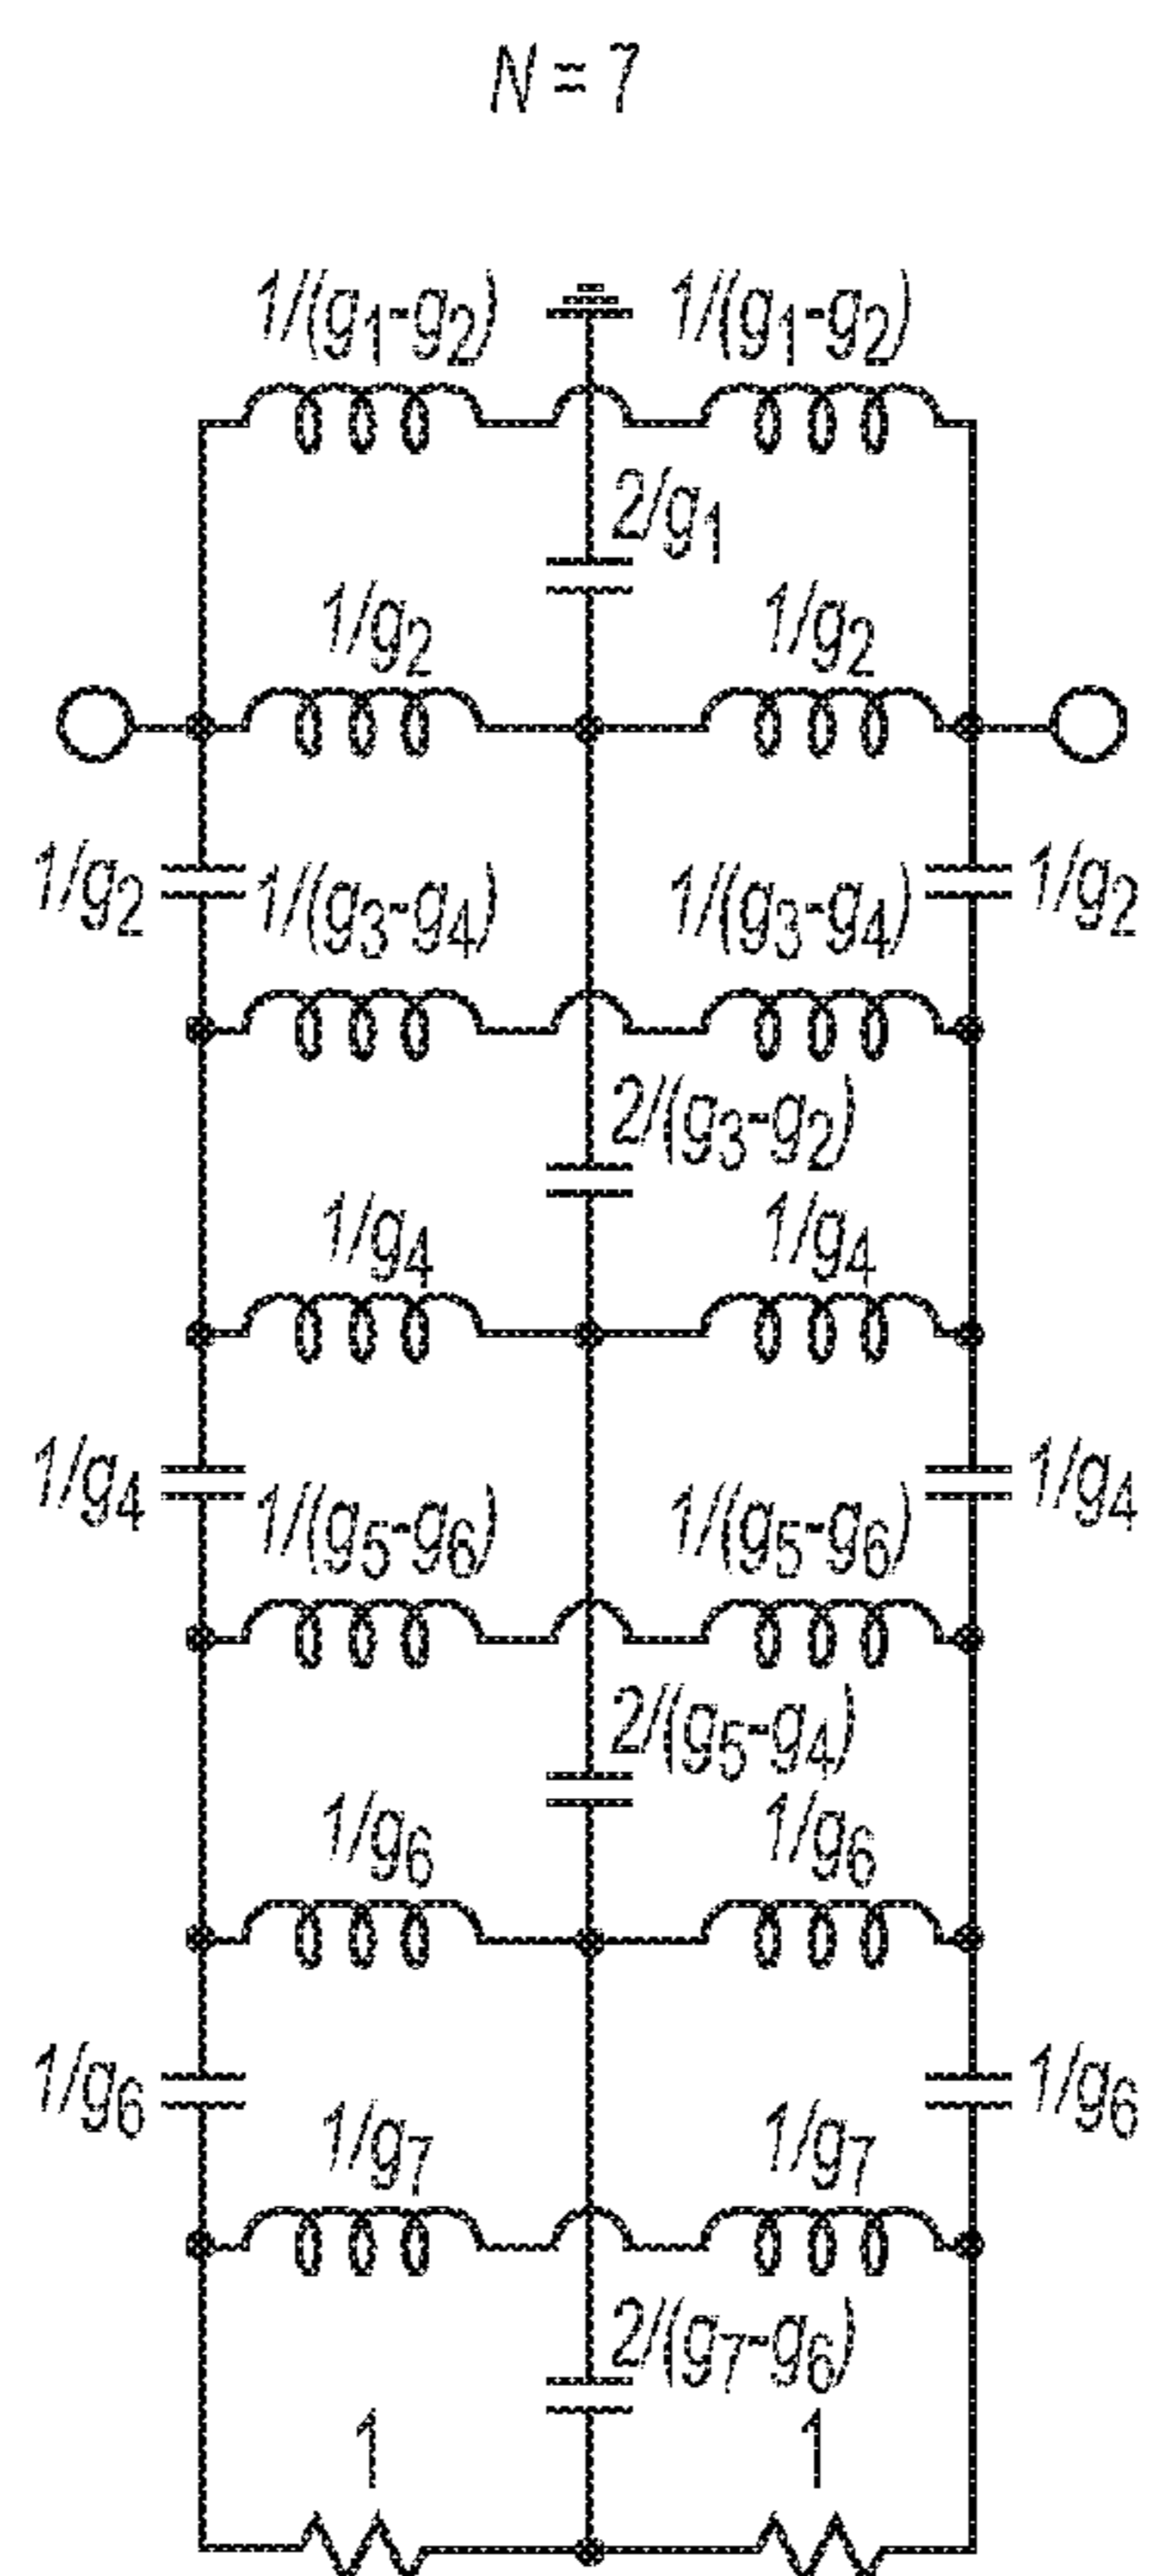 N = 7
1/(g1-g2) 1/(g1-g2)
2/g1
1/g2 1/g2
1/g2 1/(g3-g4) 1/(g3-g4) 1/g2
2/(g3-g2)
1/g4 1/g4
1/g4 1/(g5-g6) 1/(g5-g6) 1/g4
2/(g5-g4)
1/g6 1/g6
1/g6 1/g7 1/g7 1/g6
2/(g7-g6)
1 1